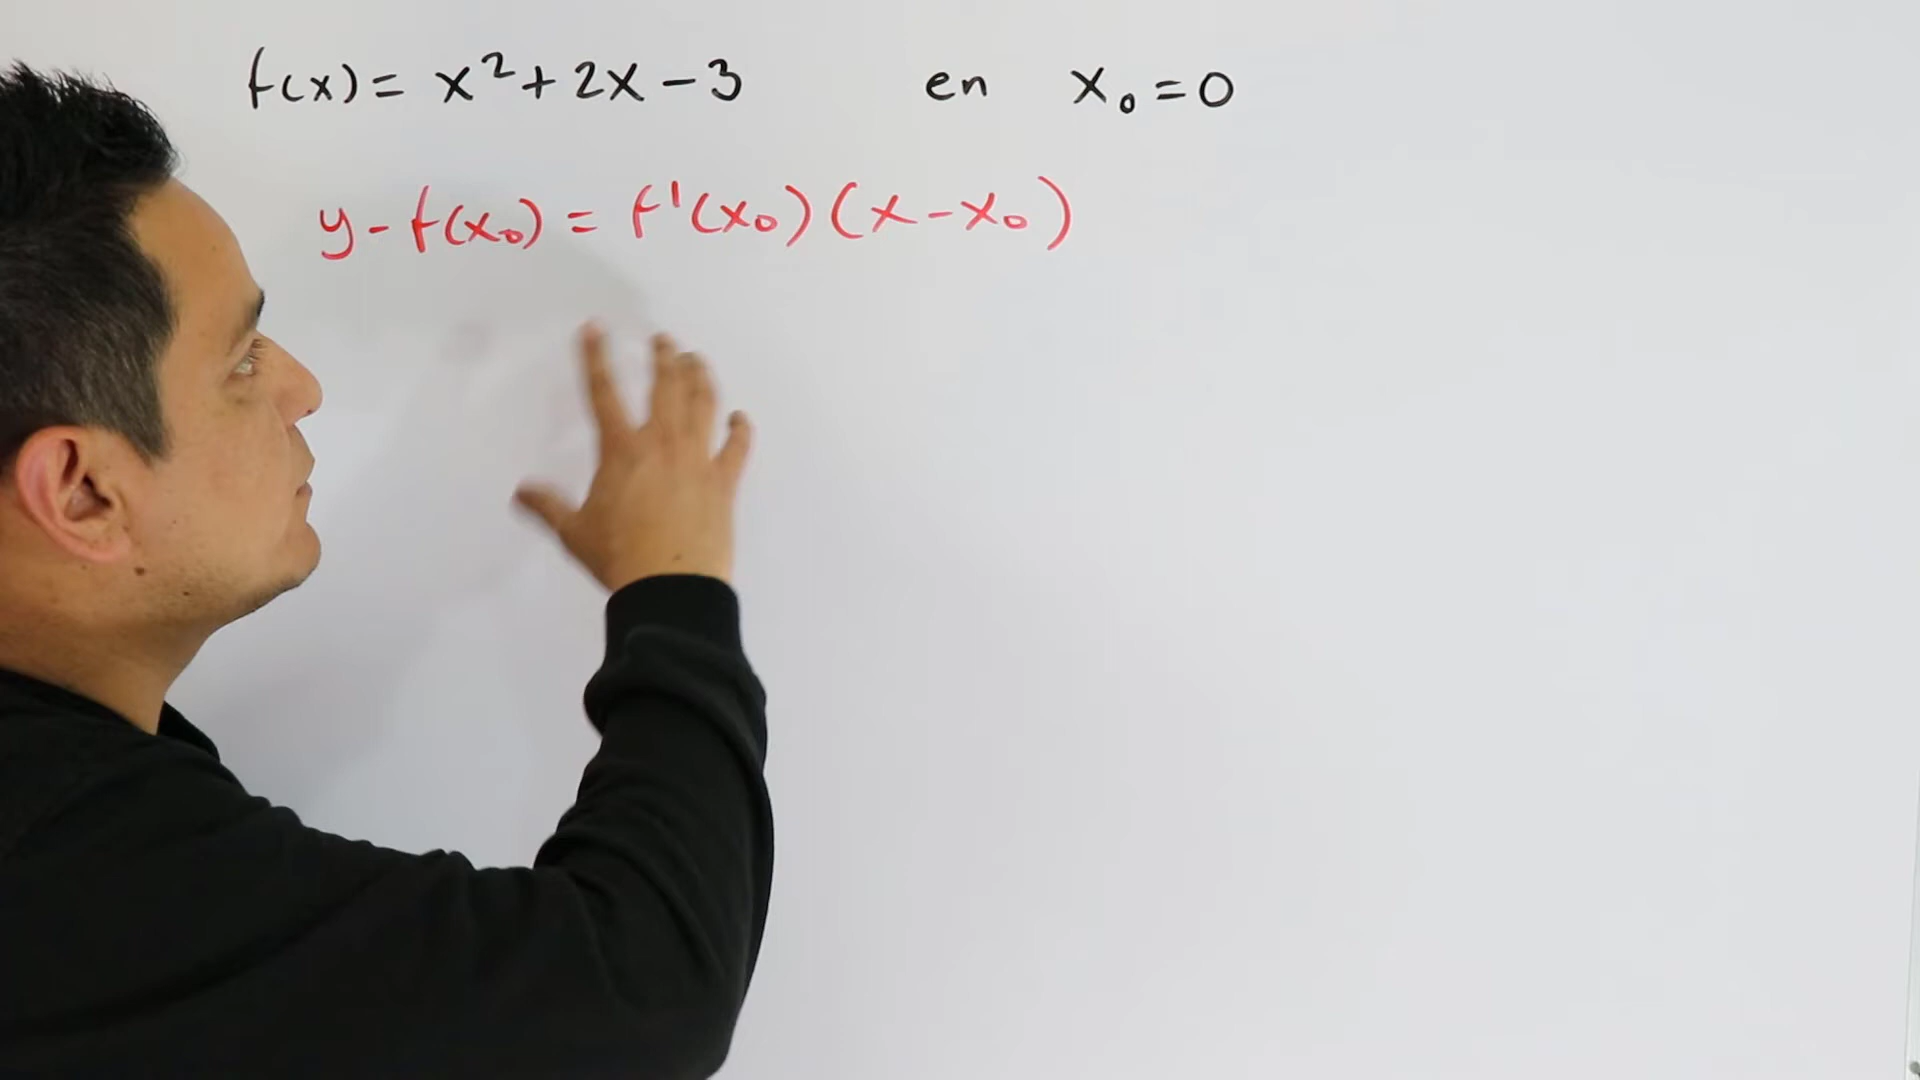 f(x) = x² + 2x - 3 en x₀ = 0
y - f(x₀) = f'(x₀)(x - x₀)